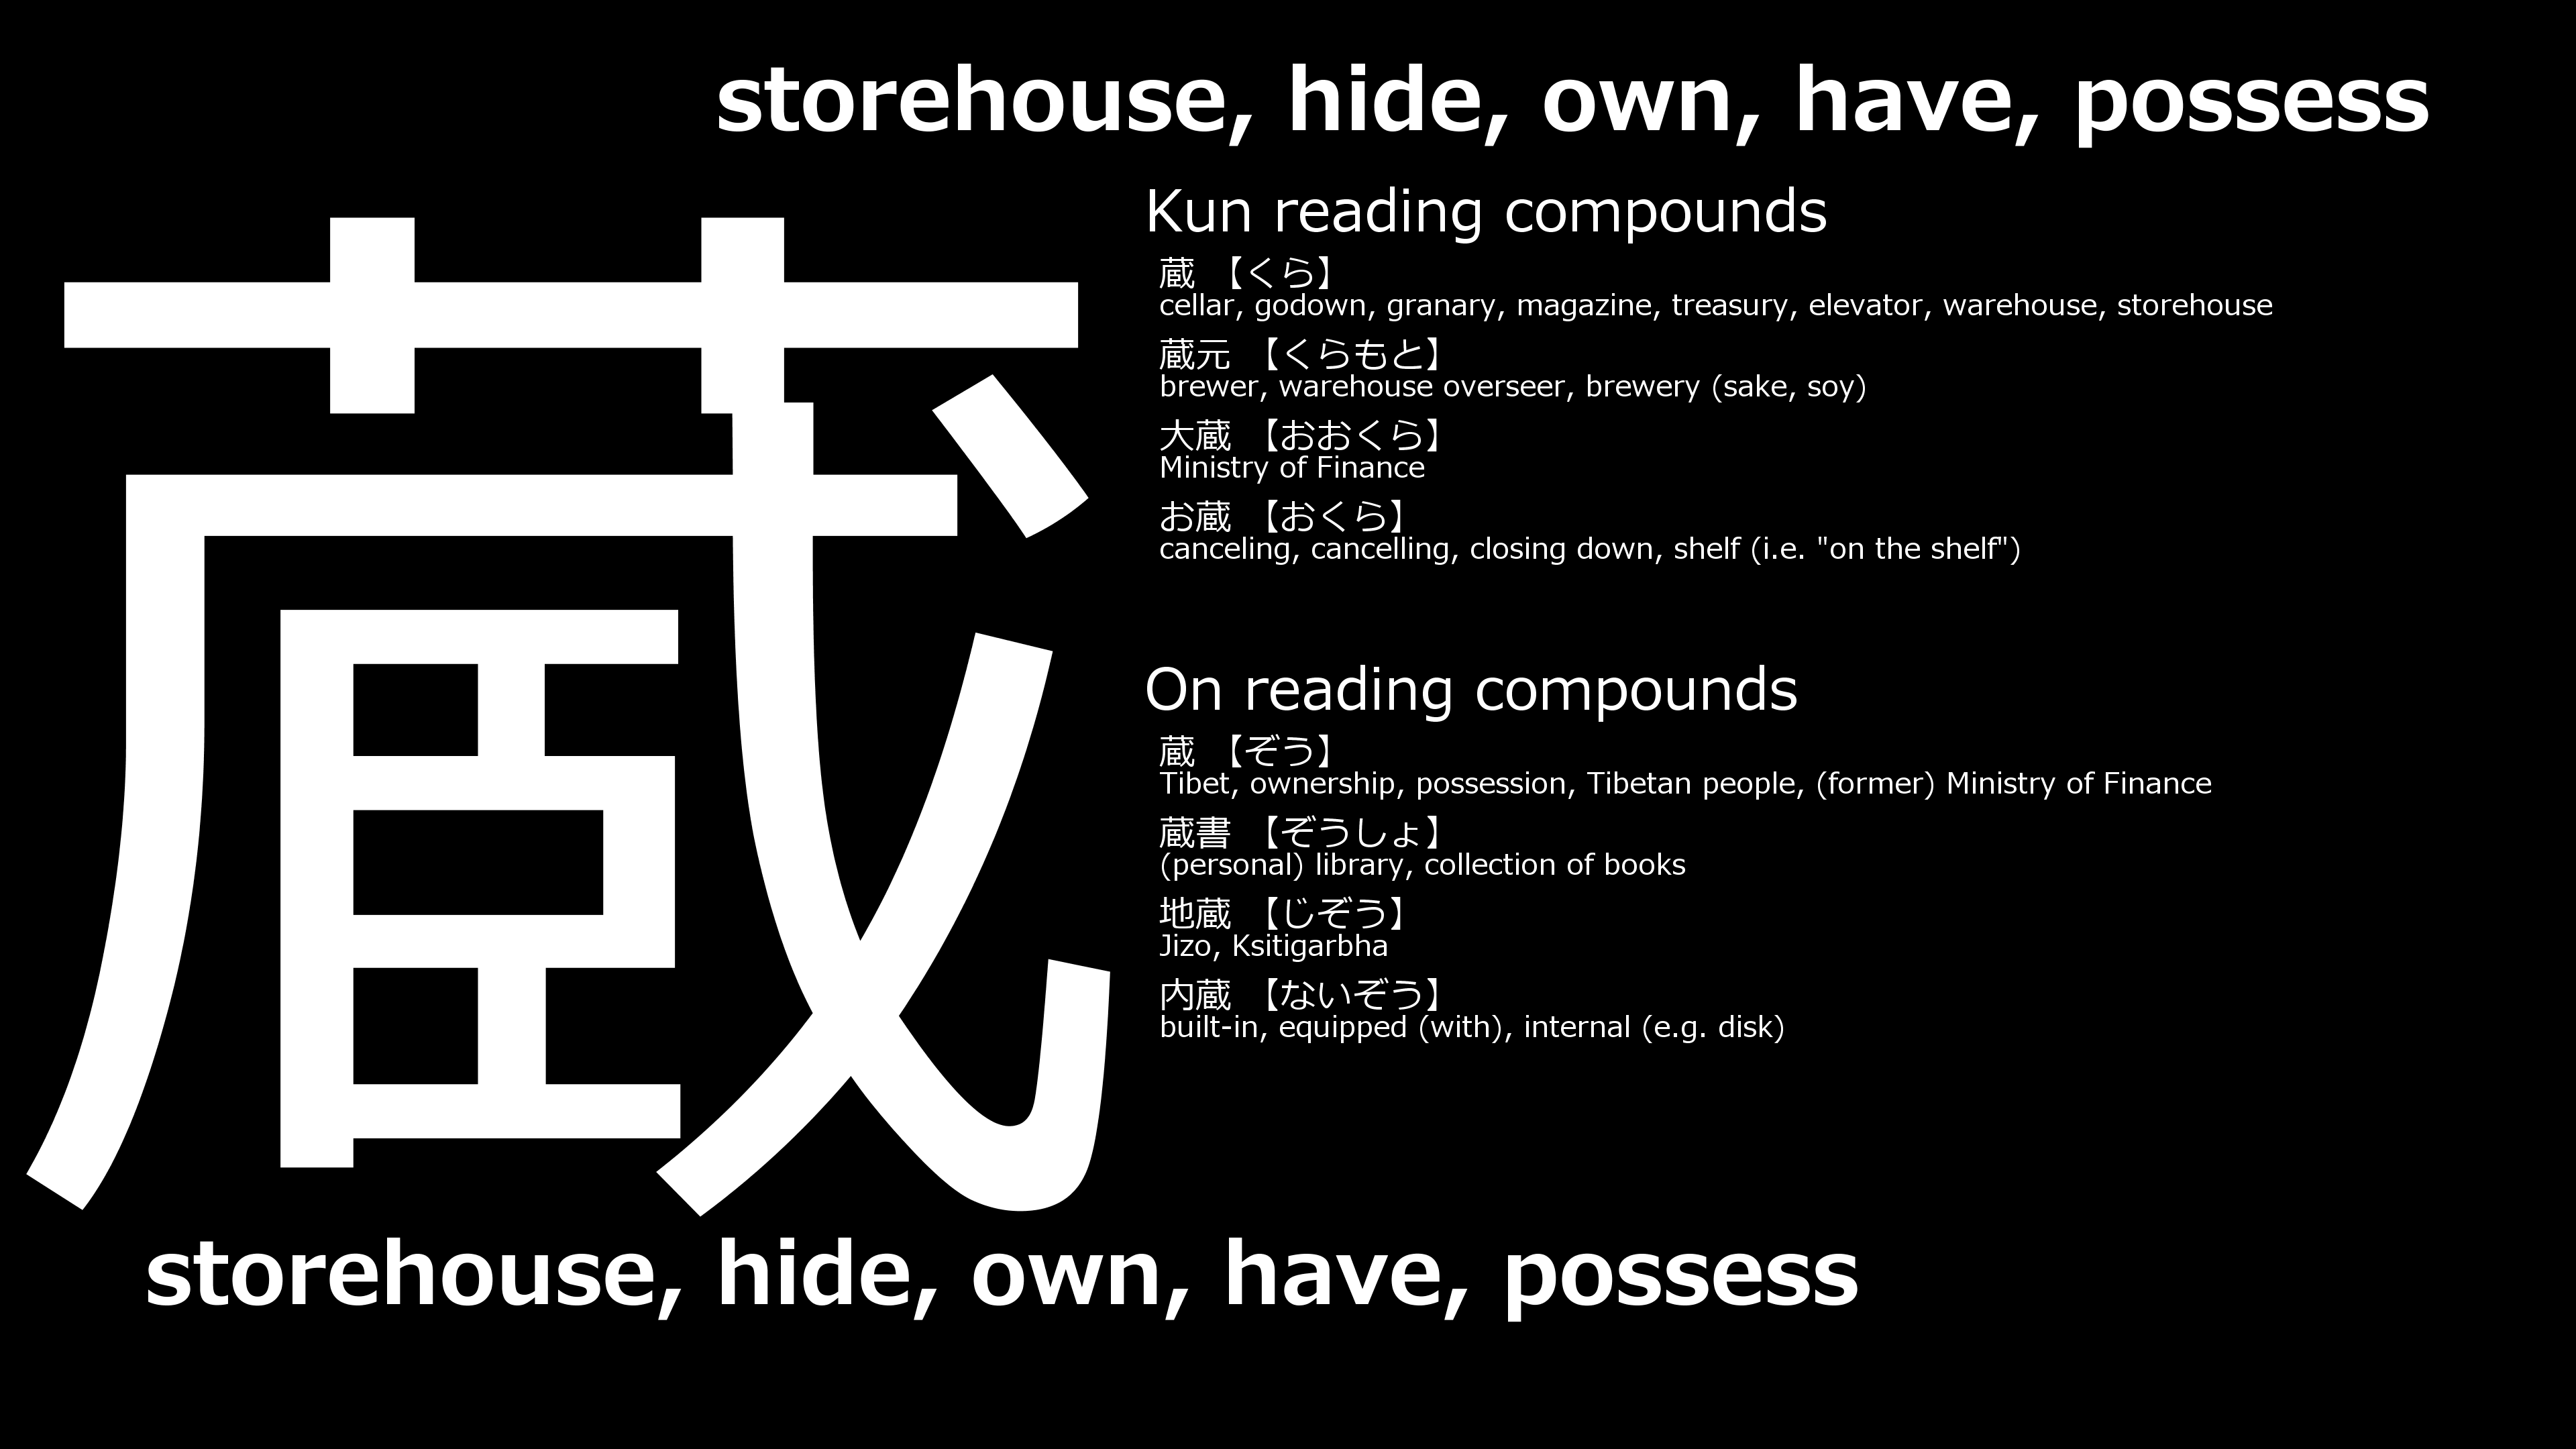 storehouse, hide, own, have, possess
蔵
Kun reading compounds
蔵 【くら】
cellar, godown, granary, magazine, treasury, elevator, warehouse, storehouse
蔵元 【くらもと】
brewer, warehouse overseer, brewery (sake, soy)
大蔵 【おおくら】
Ministry of Finance
お蔵 【おくら】
canceling, cancelling, closing down, shelf (i.e. "on the shelf")
On reading compounds
蔵 【ぞう】
Tibet, ownership, possession, Tibetan people, (former) Ministry of Finance
蔵書 【ぞうしょ】
(personal) library, collection of books
地蔵 【じぞう】
Jizo, Ksitigarbha
内蔵 【ないぞう】
built-in, equipped (with), internal (e.g. disk)
storehouse, hide, own, have, possess